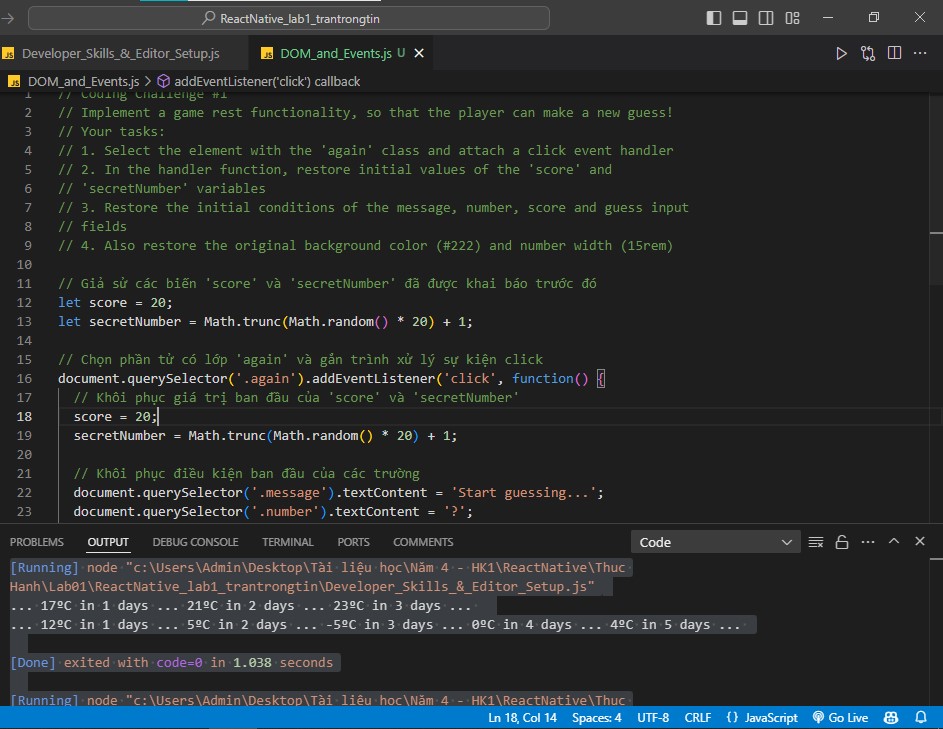 ReactNative_lab1_trantrongtin
Developer_Skills_&_Editor_Setup.js
DOM_and_Events.js U
DOM_and_Events.js > addEventListener('click') callback
1 // Coding Challenge #1
2 // Implement a game rest functionality, so that the player can make a new guess!
3 // Your tasks:
4 // 1. Select the element with the 'again' class and attach a click event handler
5 // 2. In the handler function, restore initial values of the 'score' and
6 // 'secretNumber' variables
7 // 3. Restore the initial conditions of the message, number, score and guess input
8 // fields
9 // 4. Also restore the original background color (#222) and number width (15rem)
10
11 // Giả sử các biến 'score' và 'secretNumber' đã được khai báo trước đó
12 let score = 20;
13 let secretNumber = Math.trunc(Math.random() * 20) + 1;
14
15 // Chọn phần tử có lớp 'again' và gắn trình xử lý sự kiện click
16 document.querySelector('.again').addEventListener('click', function() {
17 // Khôi phục giá trị ban đầu của 'score' và 'secretNumber'
18 score = 20;
19 secretNumber = Math.trunc(Math.random() * 20) + 1;
20
21 // Khôi phục điều kiện ban đầu của các trường
22 document.querySelector('.message').textContent = 'Start guessing...';
23 document.querySelector('.number').textContent = '?';
PROBLEMS OUTPUT DEBUG CONSOLE TERMINAL PORTS COMMENTS Code
[Running] node "c:\Users\Admin\Desktop\Tài liệu học\Năm 4 - HK1\ReactNative\Thuc
Hanh\Lab01\ReactNative_lab1_trantrongtin\Developer_Skills_&_Editor_Setup.js"
... 17ºC in 1 days ... 21ºC in 2 days ... 23ºC in 3 days ...
... 12ºC in 1 days ... 5ºC in 2 days ... -5ºC in 3 days ... 0ºC in 4 days ... 4ºC in 5 days ...
[Done] exited with code=0 in 1.038 seconds
[Running] node "c:\Users\Admin\Desktop\Tài liệu học\Năm 4 - HK1\ReactNative\Thuc
Ln 18, Col 14 Spaces: 4 UTF-8 CRLF {} JavaScript Go Live